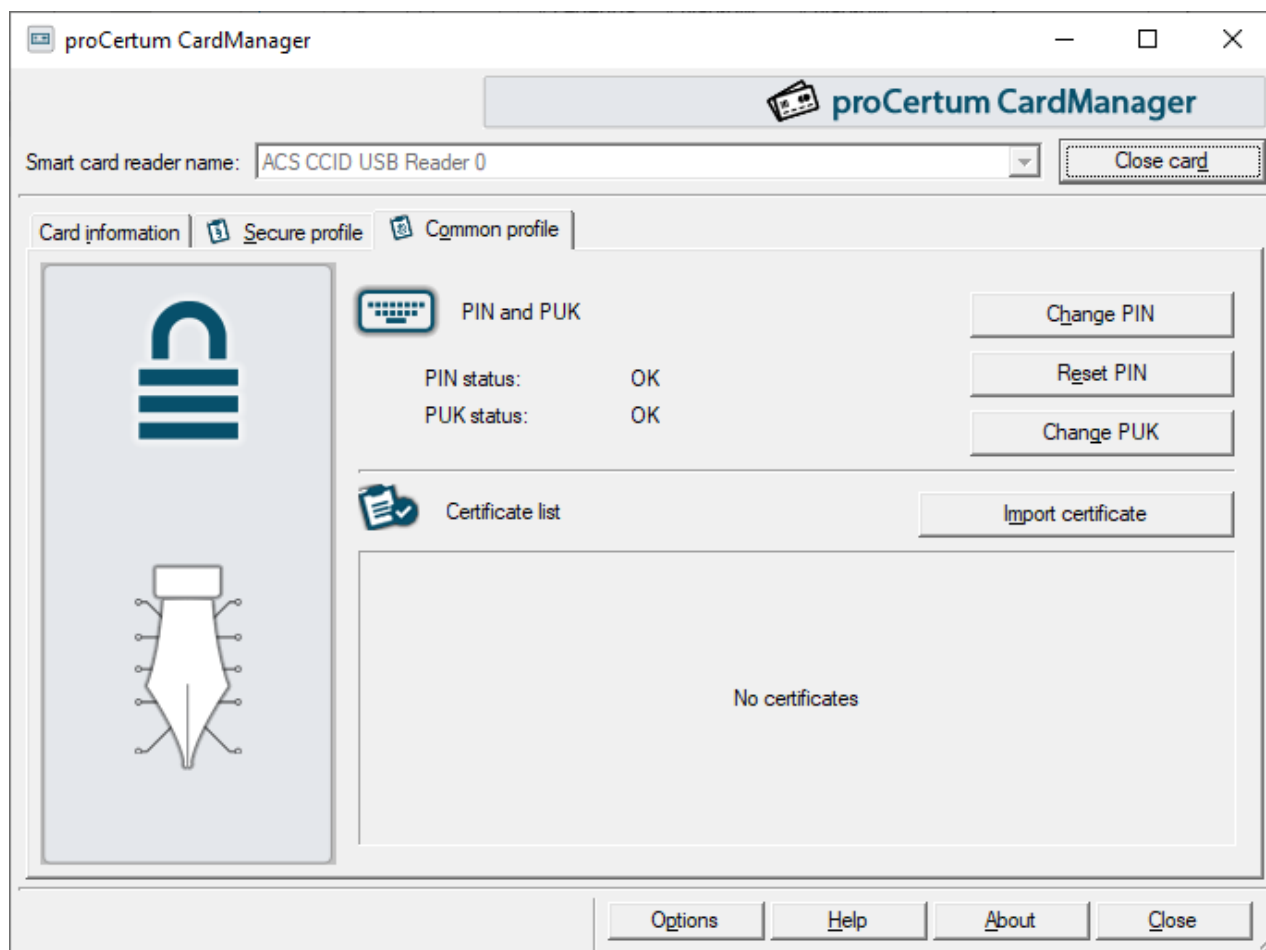 proCertum CardManager
proCertum CardManager
Smart card reader name: ACS CCID USB Reader 0 Close card
Card information Secure profile Common profile
PIN and PUK Change PIN
PIN status: OK Reset PIN
PUK status: OK Change PUK
Certificate list Import certificate
No certificates
Options Help About Close